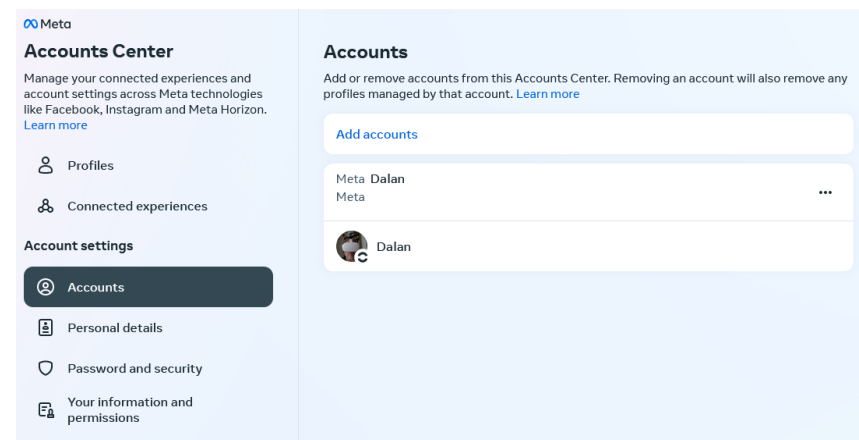 Meta
Accounts Center
Manage your connected experiences and
account settings across Meta technologies
like Facebook, Instagram and Meta Horizon.
Learn more
Profiles
Connected experiences
Account settings
Accounts
Personal details
Password and security
Your information and
permissions
Accounts
Add or remove accounts from this Accounts Center. Removing an account will also remove any
profiles managed by that account. Learn more
Add accounts
Meta Dalan
Meta
Dalan